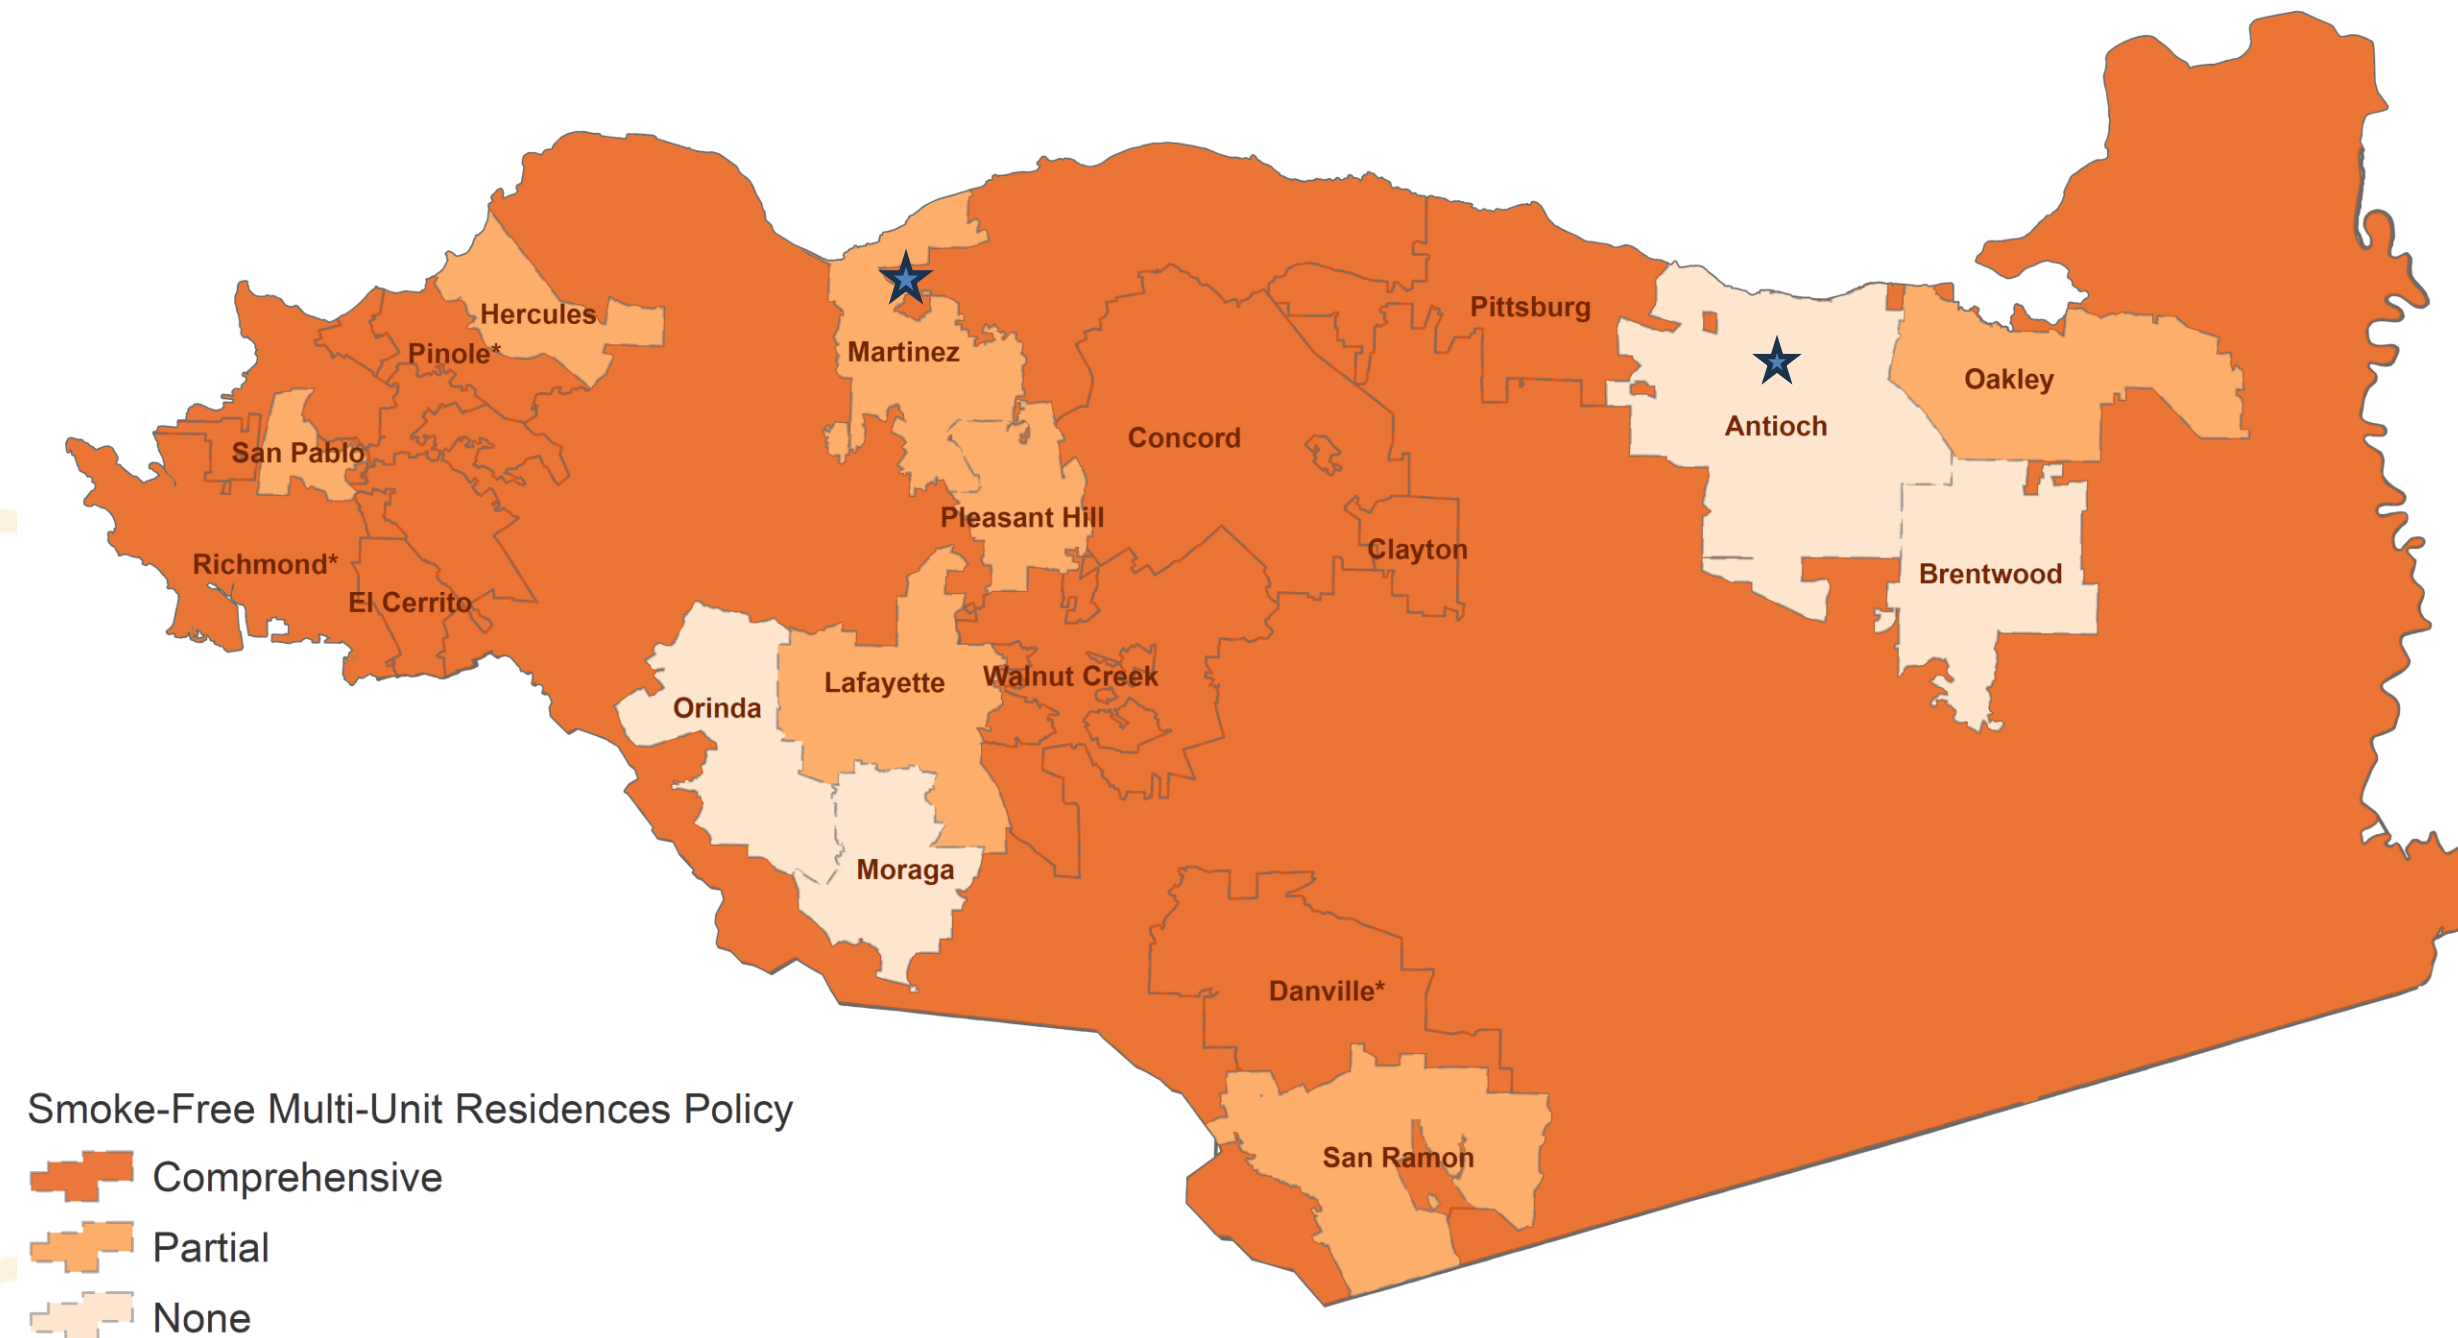 Hercules
Pittsburg
Pinole*
Martinez
Oakley
Antioch
Concord
San Pablo
Pleasant Hill
Clayton
Richmond*
Brentwood
El Cerrito
Walnut Creek
Lafayette
Orinda
Moraga
Danville*
San Ramon
Smoke-Free Multi-Unit Residences Policy
Comprehensive
Partial
None